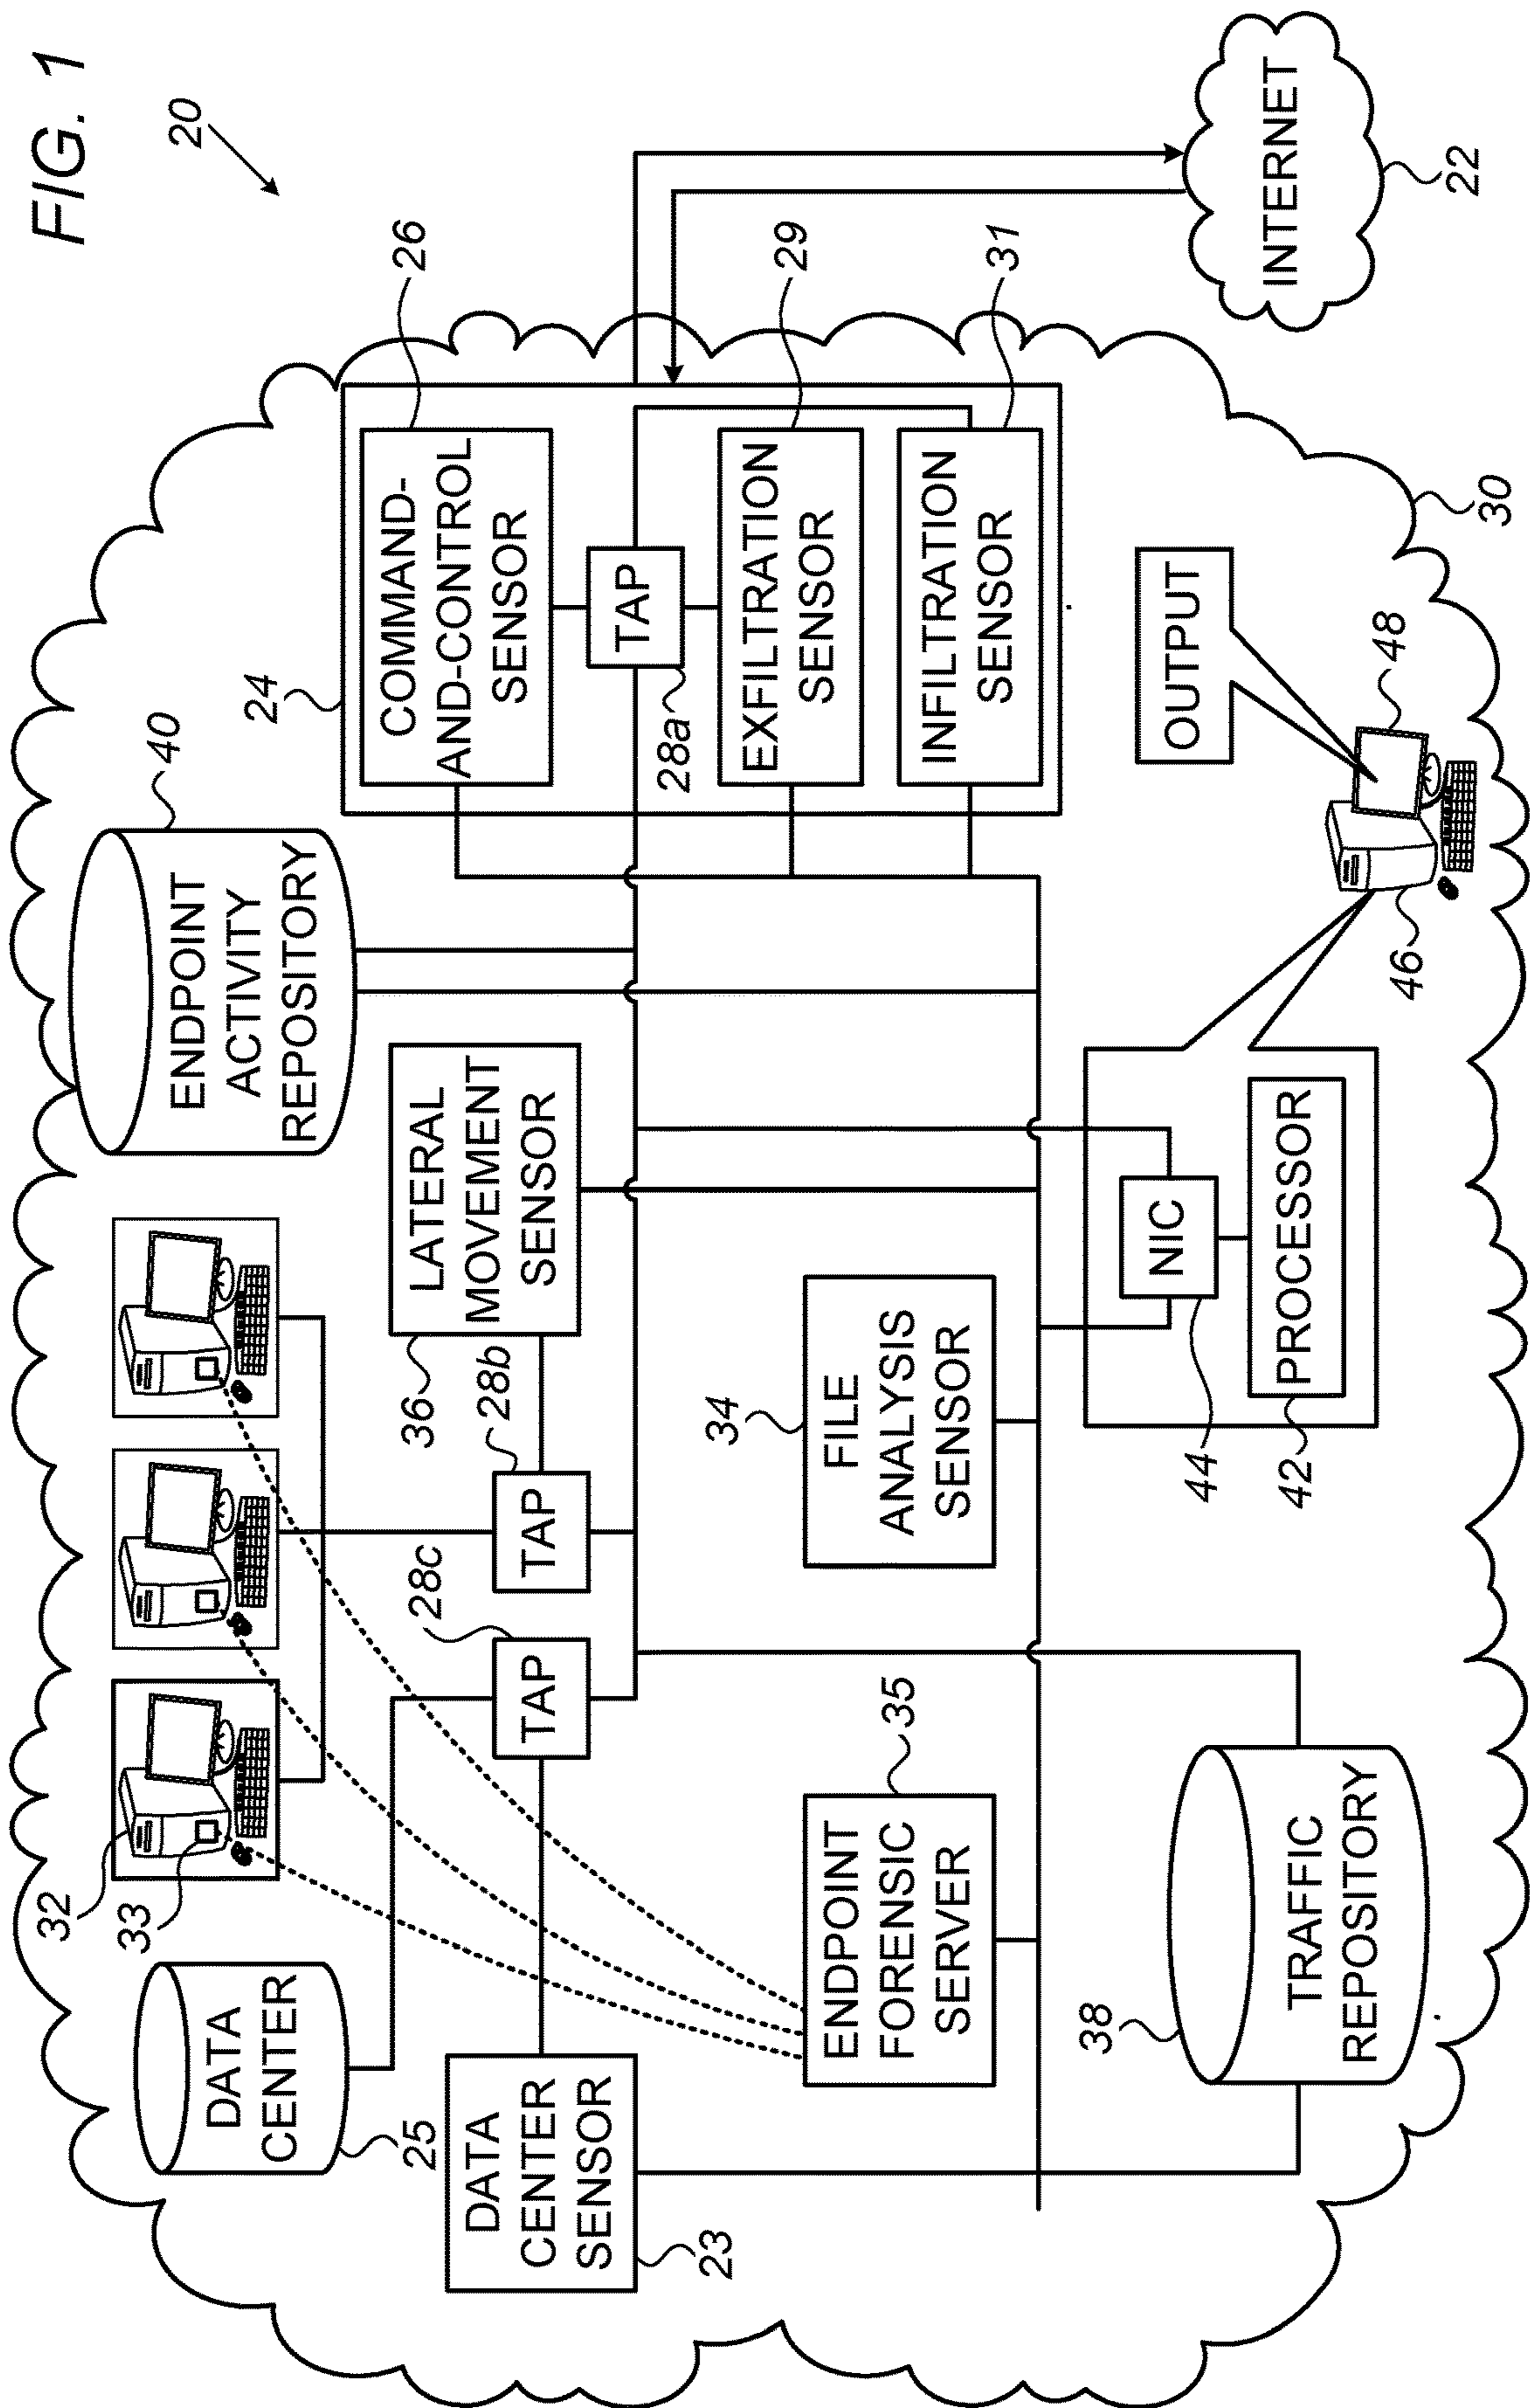 FIG. 1
20
ENDPOINT
ACTIVITY
REPOSITORY
40
24
COMMAND-
AND-CONTROL
SENSOR
26
TAP
28a
EXFILTRATION
SENSOR
29
INFILTRATION
SENSOR
31
INTERNET
22
30
32
33
DATA
CENTER
25
DATA
CENTER
SENSOR
23
LATERAL
MOVEMENT
SENSOR
36
TAP
28b
TAP
28c
ENDPOINT
FORENSIC
SERVER
35
FILE
ANALYSIS
SENSOR
34
TRAFFIC
REPOSITORY
38
NIC
44
PROCESSOR
42
OUTPUT
48
46